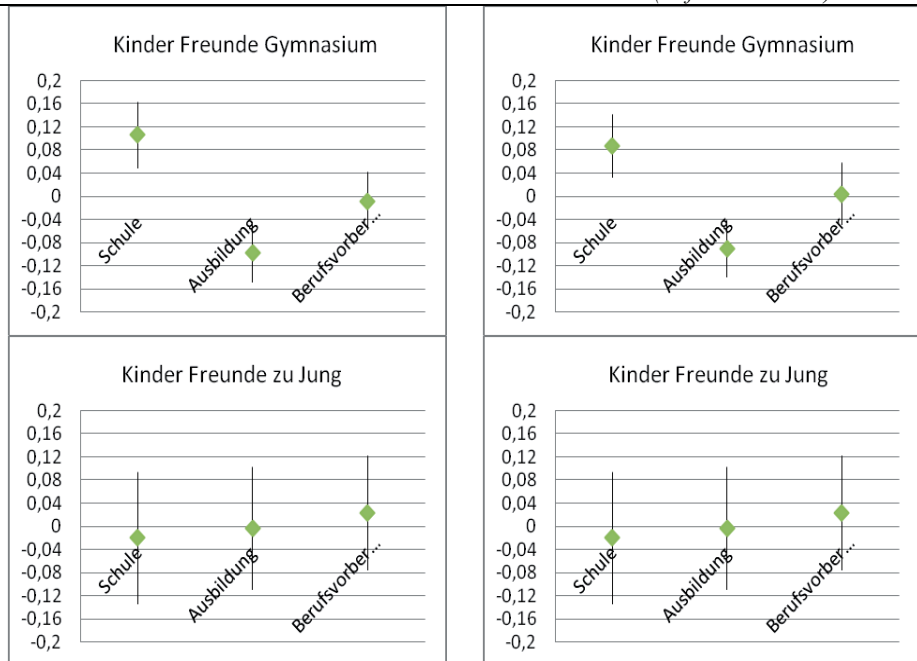 Kinder Freunde Gymnasium
0,2
0,16
0,12
0,08
0,04
0
-0,04
-0,08
-0,12
-0,16
-0,2
Schule
Ausbildung
Berufsvorber...
Kinder Freunde Gymnasium
0,2
0,16
0,12
0,08
0,04
0
-0,04
-0,08
-0,12
-0,16
-0,2
Schule
Ausbildung
Berufsvorber...
Kinder Freunde zu Jung
0,2
0,16
0,12
0,08
0,04
0
-0,04
-0,08
-0,12
-0,16
-0,2
Schule
Ausbildung
Berufsvorber...
Kinder Freunde zu Jung
0,2
0,16
0,12
0,08
0,04
0
-0,04
-0,08
-0,12
-0,16
-0,2
Schule
Ausbildung
Berufsvorber...